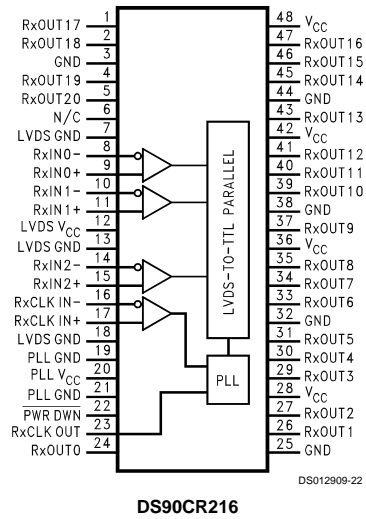 RxOUT17 1
RxOUT18 2
GND 3
RxOUT19 4
RxOUT20 5
N/C 6
LVDS GND 7
RxIN0- 8
RxIN0+ 9
RxIN1- 10
RxIN1+ 11
LVDS VCC 12
LVDS GND 13
RxIN2- 14
RxIN2+ 15
RxCLK IN- 16
RxCLK IN+ 17
LVDS GND 18
PLL GND 19
PLL VCC 20
PLL GND 21
PWR DWN 22
RxCLK OUT 23
RxOUT0 24
LVDS-TO-TTL PARALLEL
PLL
48 VCC
47 RxOUT16
46 RxOUT15
45 RxOUT14
44 GND
43 RxOUT13
42 VCC
41 RxOUT12
40 RxOUT11
39 RxOUT10
38 GND
37 RxOUT9
36 VCC
35 RxOUT8
34 RxOUT7
33 RxOUT6
32 GND
31 RxOUT5
30 RxOUT4
29 RxOUT3
28 VCC
27 RxOUT2
26 RxOUT1
25 GND
DS012909-22
DS90CR216